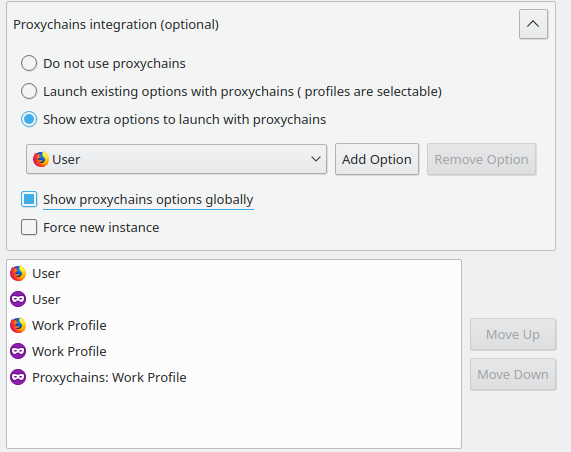 Proxychains integration (optional)
Do not use proxychains
Launch existing options with proxychains ( profiles are selectable)
Show extra options to launch with proxychains
User
Add Option
Remove Option
Show proxychains options globally
Force new instance
User
User
Work Profile
Work Profile
Proxychains: Work Profile
Move Up
Move Down